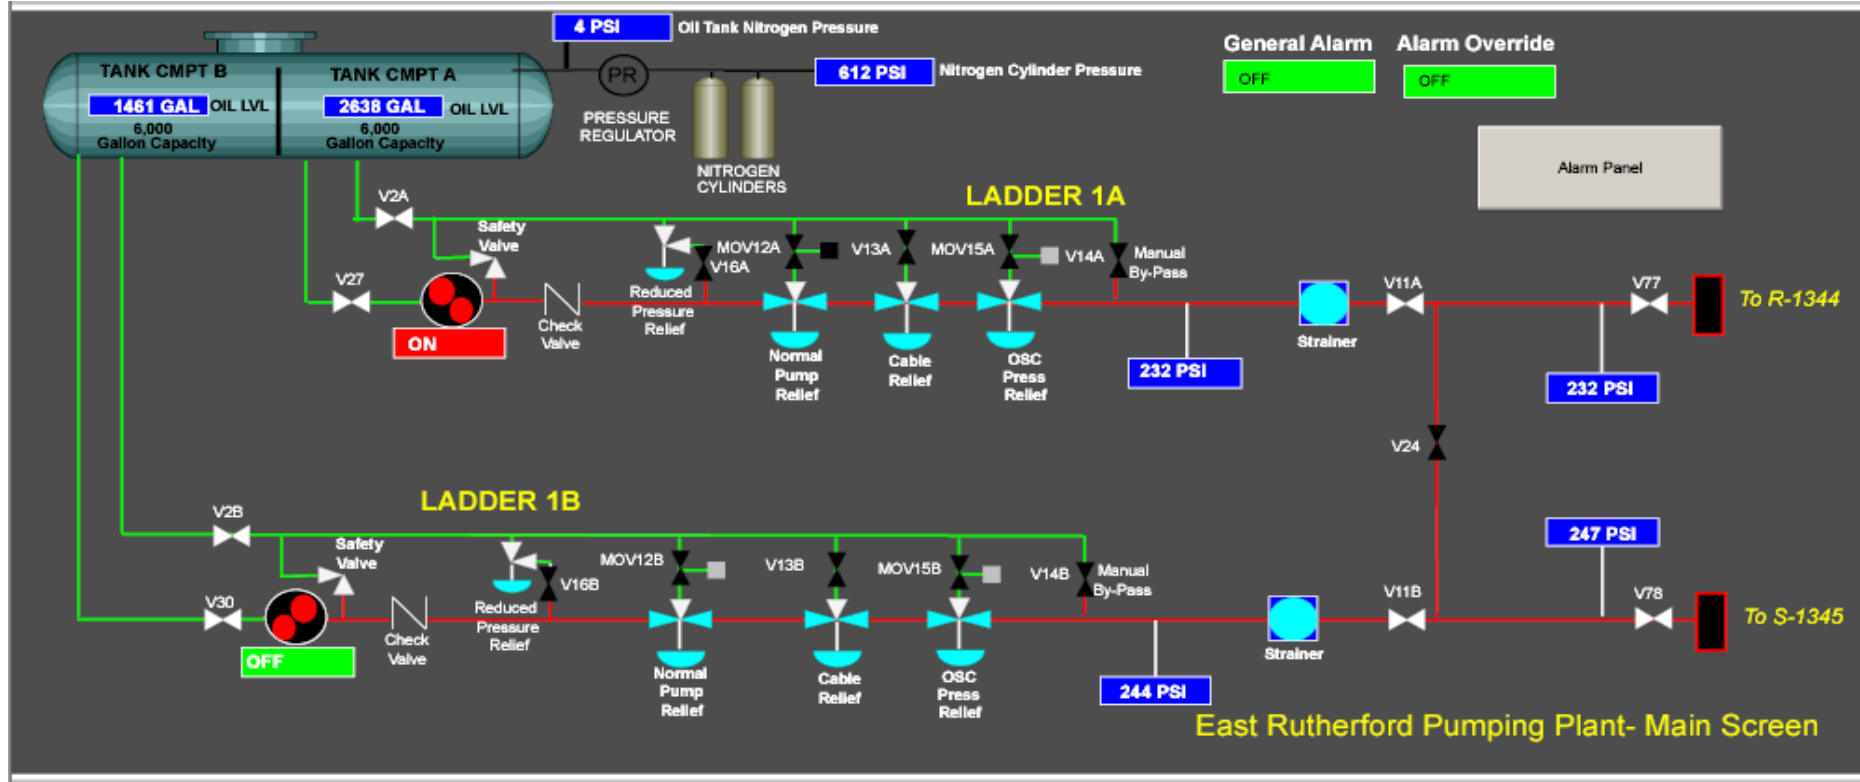 4 PSI Oil Tank Nitrogen Pressure
General Alarm Alarm Override
TANK CMPT B TANK CMPT A
PR
612 PSI Nitrogen Cylinder Pressure
OFF OFF
1461 GAL OIL LVL 2638 GAL OIL LVL
6,000
Gallon Capacity
6,000
Gallon Capacity
PRESSURE
REGULATOR
NITROGEN
CYLINDERS
Alarm Panel
LADDER 1A
V2A
Safety
Valve
MOV12A
V16A
V13A
MOV15A
V14A
Manual
By-Pass
V27
Reduced
Pressure
Relief
Check
Valve
ON
Normal
Pump
Relief
Cable
Relief
OSC
Press
Relief
232 PSI
Strainer
V11A
V77
To R-1344
232 PSI
V24
LADDER 1B
V2B
Safety
Valve
MOV12B
V16B
V13B
MOV15B
V14B
Manual
By-Pass
247 PSI
V30
Reduced
Pressure
Relief
Check
Valve
OFF
Normal
Pump
Relief
Cable
Relief
OSC
Press
Relief
244 PSI
Strainer
V11B
V78
To S-1345
East Rutherford Pumping Plant- Main Screen